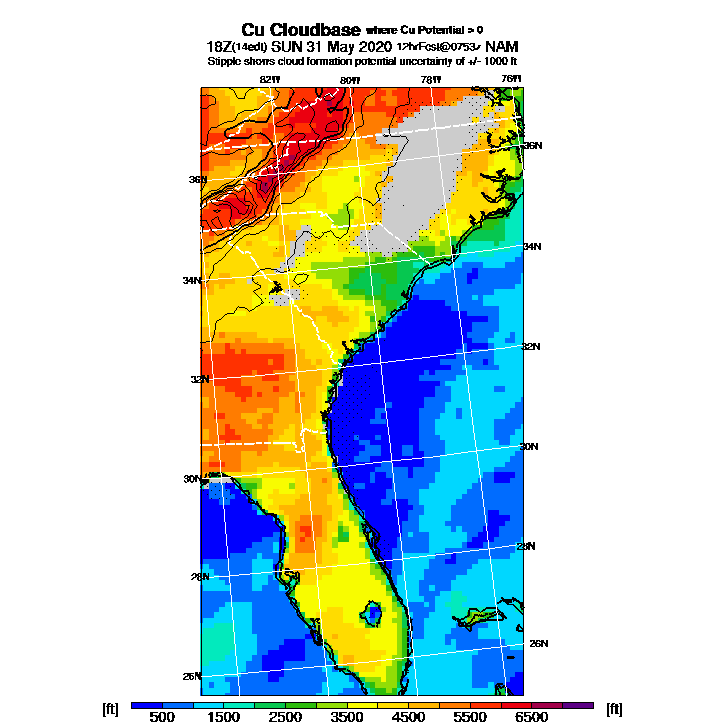 Cu Cloudbase where Cu Potential > 0
18Z(14edt) SUN 31 May 2020 12hrFcst@0753z NAM
Stipple shows cloud formation potential uncertainty of +/- 1000 ft
82W 80W 78W 76W
36N
36N
34N
34N
32N
32N
30N
30N
28N
28N
26N
26N
[ft] 500 1500 2500 3500 4500 5500 6500 [ft]